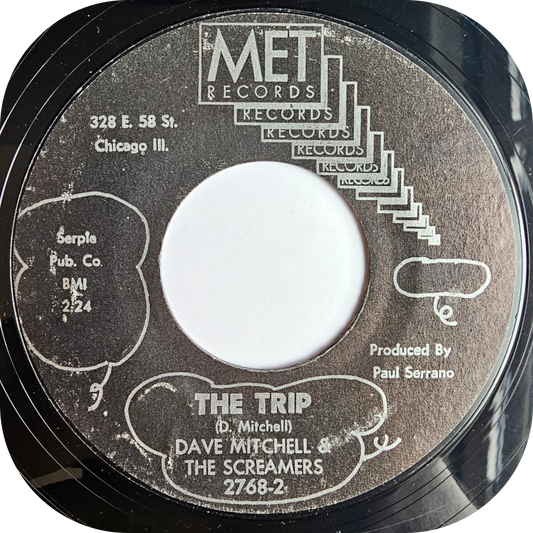 MET
RECORDS
RECORDS
RECORDS
RECORDS
RECORDS
RECORDS
328 E. 58 St.
Chicago Ill.
Serpie
Pub. Co.
BMI
2:24
Produced By
Paul Serrano
THE TRIP
(D. Mitchell)
DAVE MITCHELL &
THE SCREAMERS
2768-2